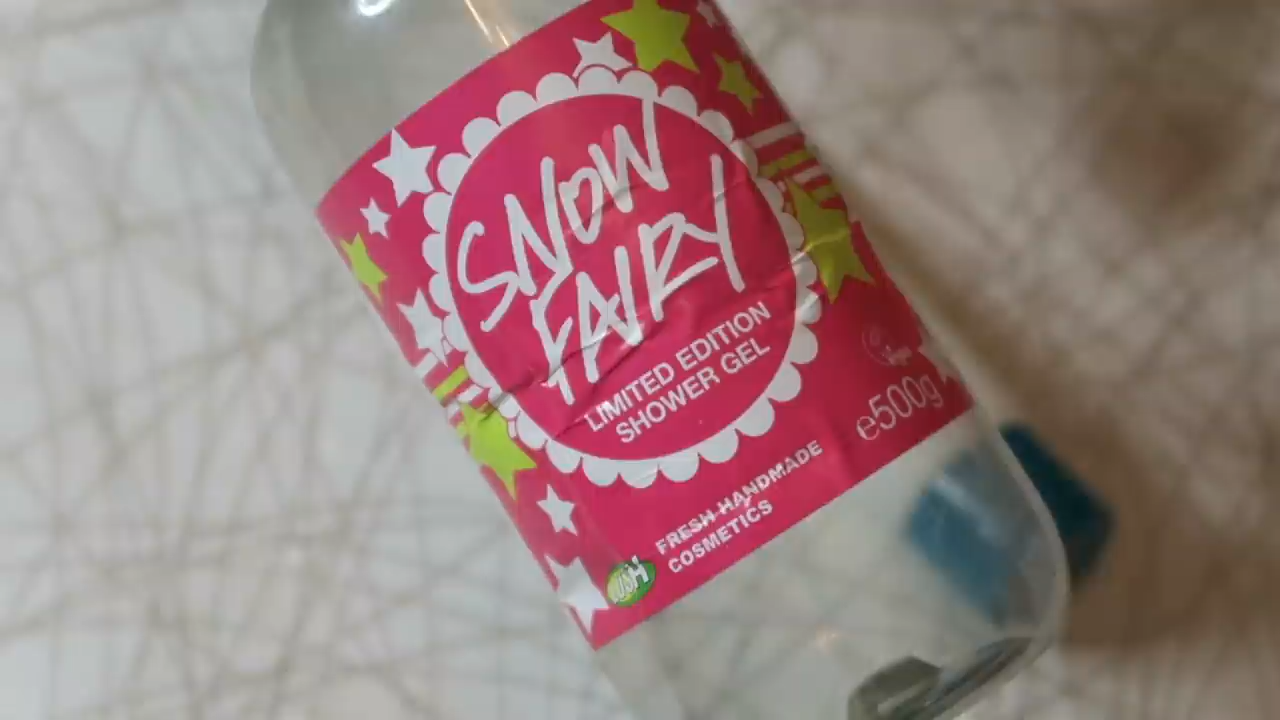 SNOW
FAIRY
LIMITED EDITION
SHOWER GEL
e500g
FRESH HANDMADE
COSMETICS
LUSH